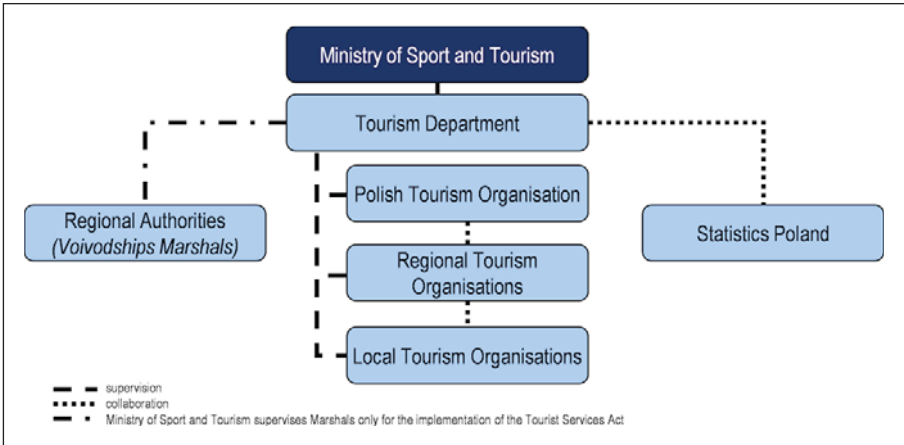 Ministry of Sport and Tourism
Tourism Department
Polish Tourism Organisation
Regional Authorities
(Voivodships Marshals)
Statistics Poland
Regional Tourism
Organisations
Local Tourism Organisations
supervision
collaboration
Ministry of Sport and Tourism supervises Marshals only for the implementation of the Tourist Services Act